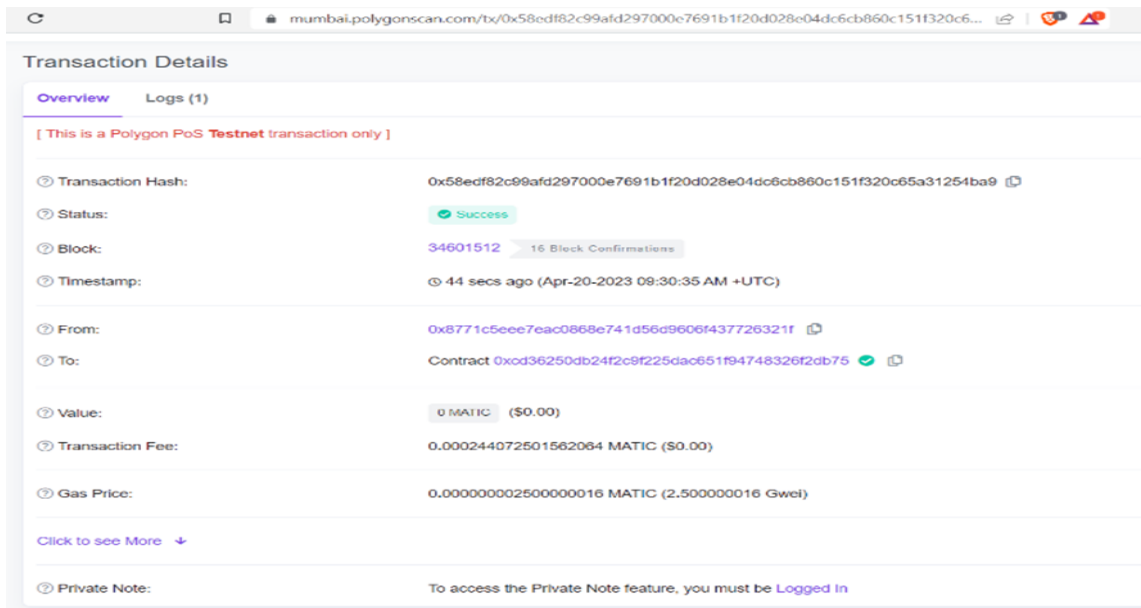 mumbai.polygonscan.com/tx/0x58edf82c99afd297000e7691b1f20d028e04dc6cb860c151f320c6...
Transaction Details
Overview Logs (1)
[ This is a Polygon PoS Testnet transaction only ]
Transaction Hash: 0x58edf82c99afd297000e7691b1f20d028e04dc6cb860c151f320c65a31254ba9
Status: Success
Block: 34601512 16 Block Confirmations
Timestamp: 44 secs ago (Apr-20-2023 09:30:35 AM +UTC)
From: 0x8771c5eee7eac0868e741d56d9606f437726321f
To: Contract 0xcd36250db24f2c9f225dac651f94748326f2db75
Value: 0 MATIC ($0.00)
Transaction Fee: 0.000244072501562064 MATIC ($0.00)
Gas Price: 0.000000002500000016 MATIC (2.500000016 Gwei)
Click to see More
Private Note: To access the Private Note feature, you must be Logged In